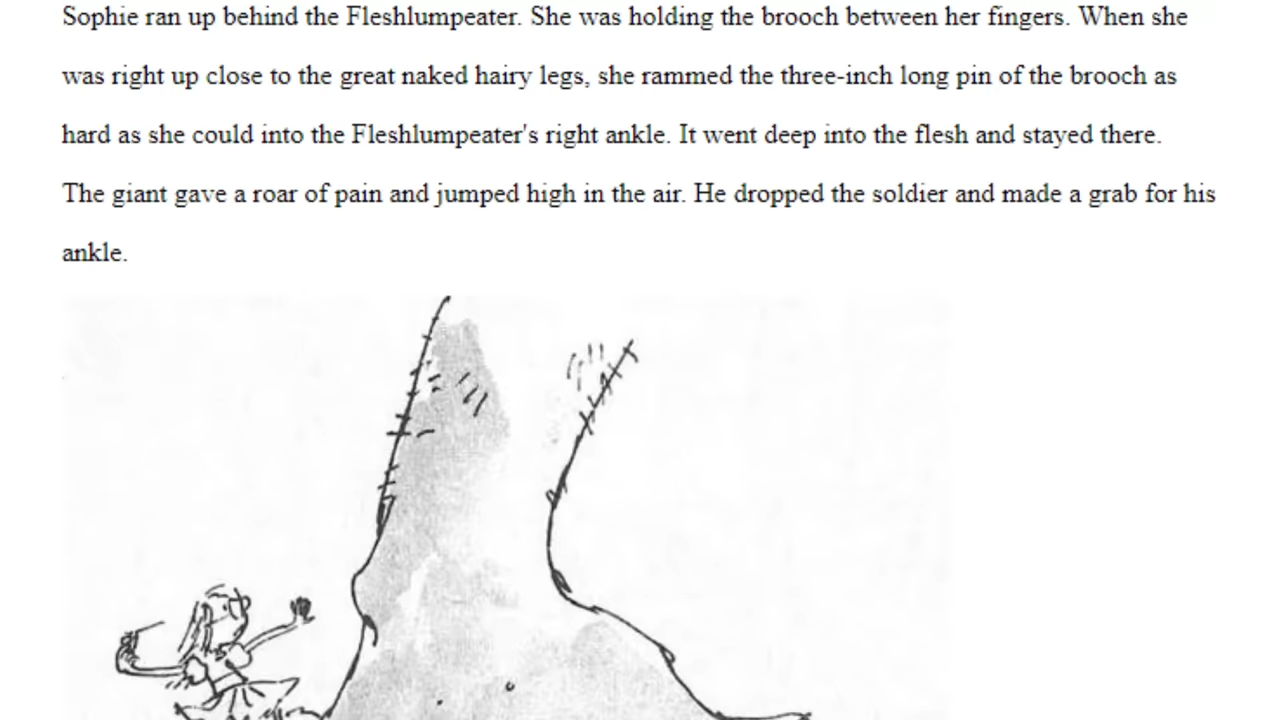 Sophie ran up behind the Fleshlumpeater. She was holding the brooch between her fingers. When she
was right up close to the great naked hairy legs, she rammed the three-inch long pin of the brooch as
hard as she could into the Fleshlumpeater's right ankle. It went deep into the flesh and stayed there.
The giant gave a roar of pain and jumped high in the air. He dropped the soldier and made a grab for his
ankle.